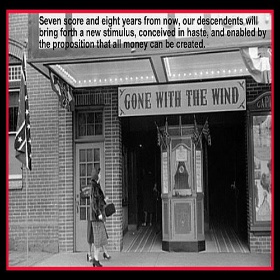 Seven score and eight years from now, our descendents will
bring forth a new stimulus, conceived in haste, and enabled by
the proposition that all money can be created.
GONE WITH THE WIND